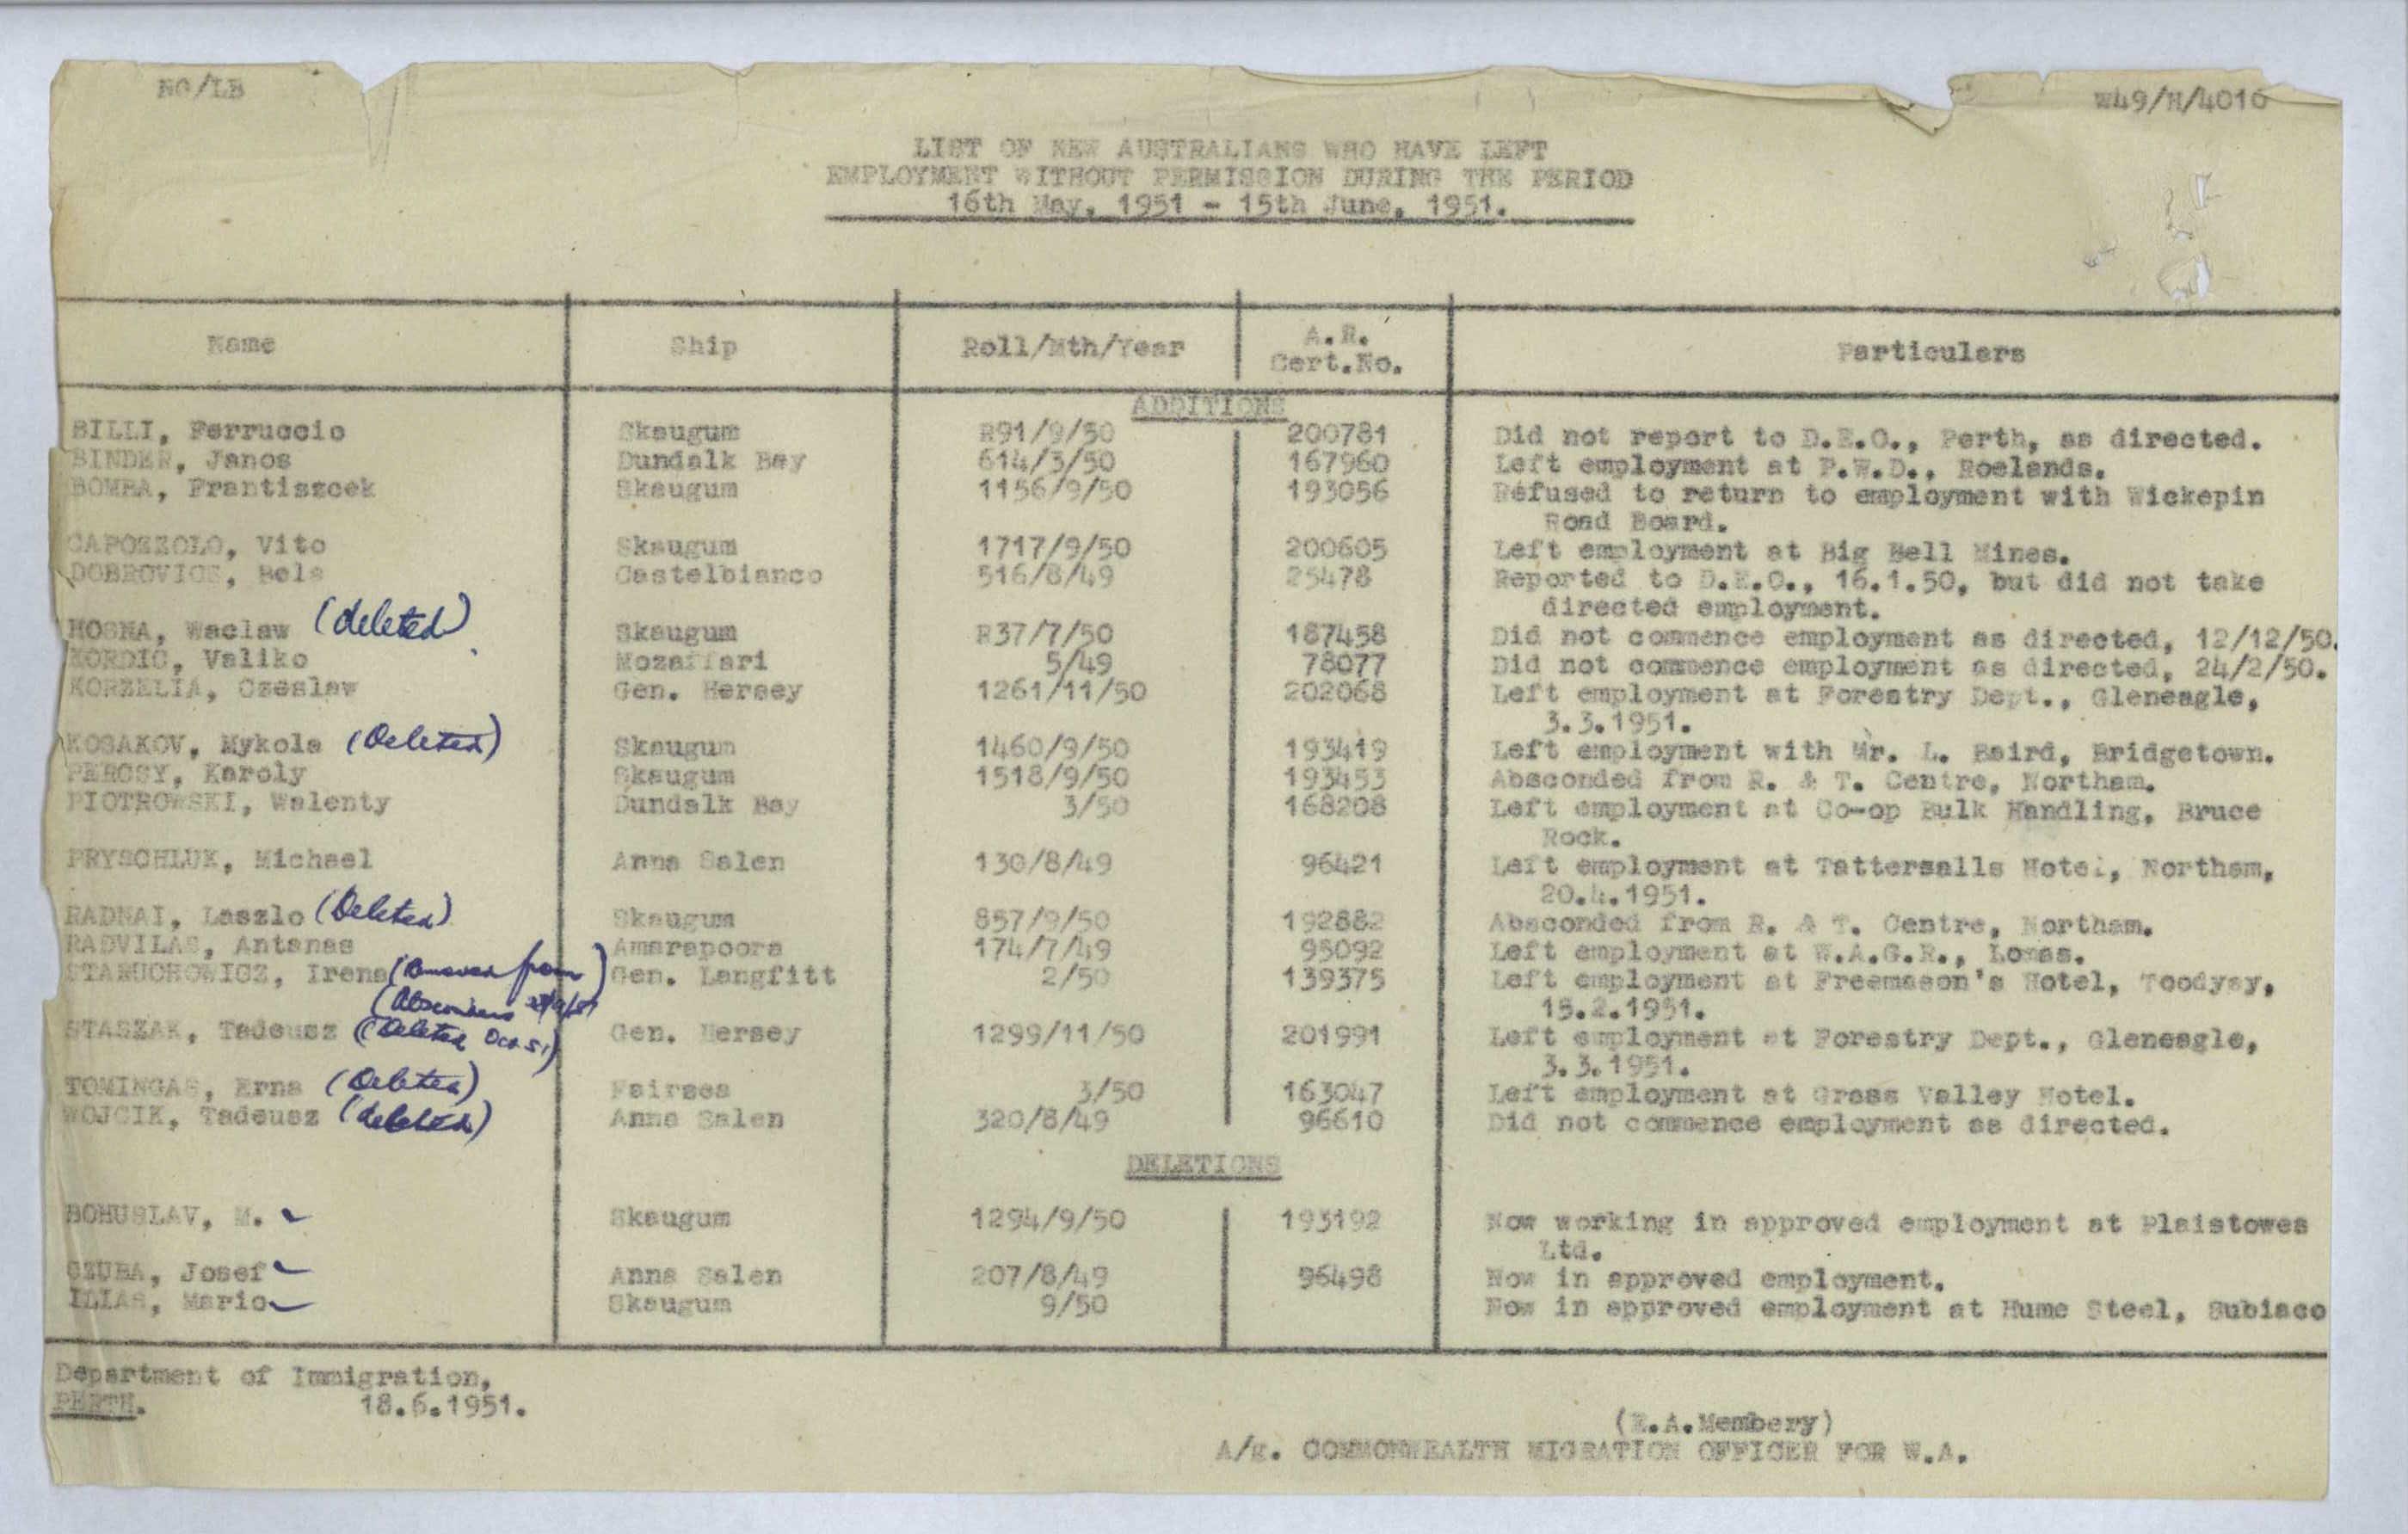 NG/LB
W49/H/4016
LIST OF NEW AUSTRALIANS WHO HAVE LEFT
EMPLOYMENT WITHOUT PERMISSION DURING THE PERIOD
16th May, 1951 - 15th June, 1951.
Name Ship Roll/Mth/Year A.R. Cert.No. Particulars
ADDITIONS
BILLI, Ferruccio Skaugum R91/9/50 200781 Did not report to D.E.O., Perth, as directed.
BINDER, Janos Dundalk Bay 614/3/50 167960 Left employment at P.W.D., Roelands.
BOMBA, Frantiszcek Skaugum 1156/9/50 193056 Refused to return to employment with Wickepin
Road Board.
CAPOZZOLO, Vito Skaugum 1717/9/50 200605 Left employment at Big Bell Mines.
DOBROVICS, Bela Castelbianco 516/8/49 25478 Reported to D.E.O., 16.1.50, but did not take
directed employment.
HOSNA, Waclaw (deleted) Skaugum R37/7/50 187458 Did not commence employment as directed, 12/12/50.
KORDIC, Valiko Mozaffari 5/49 78077 Did not commence employment as directed, 24/2/50.
KORZELIA, Czeslaw Gen. Hersey 1261/11/50 202068 Left employment at Forestry Dept., Gleneagle,
3.3.1951.
KOSAKOV, Mykola (Deleted) Skaugum 1460/9/50 193419 Left employment with Mr. L. Baird, Bridgetown.
PEROSY, Karoly Skaugum 1518/9/50 193453 Absconded from R. & T. Centre, Northam.
PIOTROWSKI, Walenty Dundalk Bay 3/50 168208 Left employment at Co-op Bulk Handling, Bruce
Rock.
PRYSCHLUK, Michael Anna Salen 130/8/49 96421 Left employment at Tattersalls Hotel, Northam,
20.4.1951.
RADNAI, Laszlo (Deleted) Skaugum 857/9/50 192882 Absconded from R. & T. Centre, Northam.
RADVILAS, Antanas Amarapoora 174/7/49 95092 Left employment at W.A.G.R., Lomas.
STARUCHOWICZ, Irena (Removed from) Gen. Langfitt 2/50 139375 Left employment at Freemason's Hotel, Toodyay,
(Absconders 15.2.1951.
STASZAK, Tadeusz (Deleted Oct 51) Gen. Hersey 1299/11/50 201991 Left employment at Forestry Dept., Gleneagle,
3.3.1951.
TOMINGAS, Erna (Deleted) Fairsea 3/50 163047 Left employment at Grass Valley Hotel.
WOJCIK, Tadeusz (deleted) Anna Salen 320/8/49 96610 Did not commence employment as directed.
DELETIONS
BOHUSLAV, M. Skaugum 1294/9/50 193192 Now working in approved employment at Plaistowes
Ltd.
SZUBA, Josef Anna Salen 207/8/49 96498 Now in approved employment.
ILIAS, Mario Skaugum 9/50 Now in approved employment at Hume Steel, Subiaco
Department of Immigration,
PERTH. 18.6.1951.
(R.A.Membery)
A/g. COMMONWEALTH MIGRATION OFFICER FOR W.A.